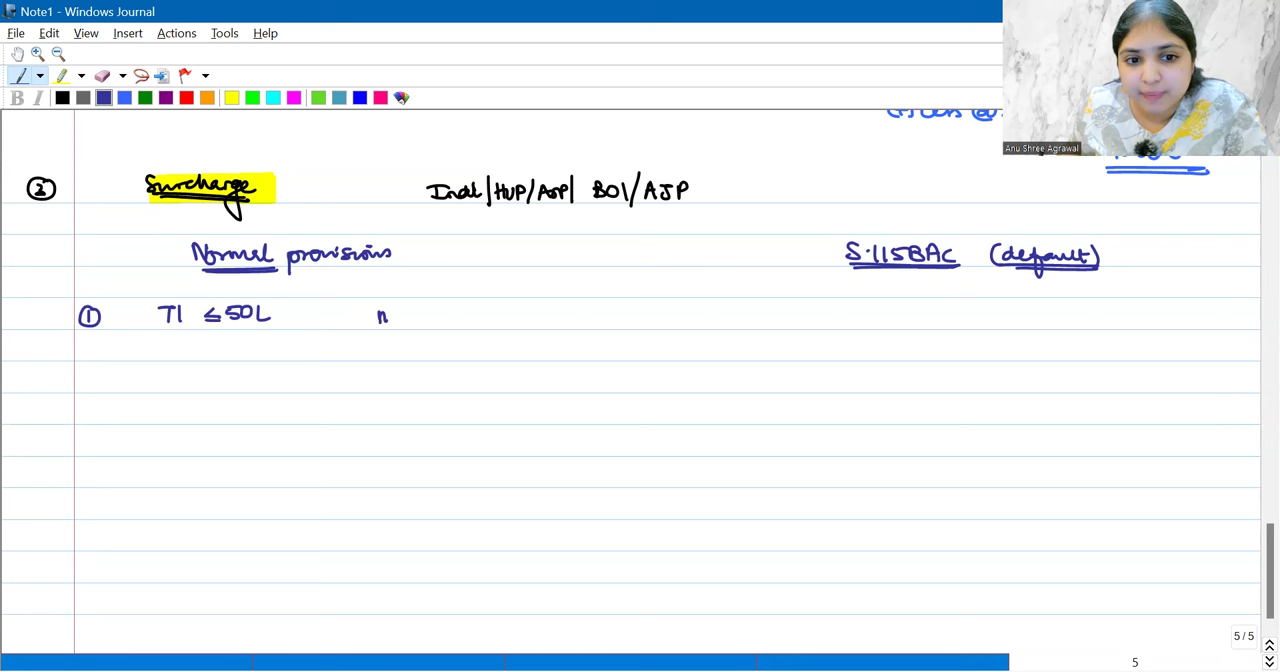 Note1 - Windows Journal
File Edit View Insert Actions Tools Help
B I
Anu Shree Agrawal
② Surcharge Indl|HUF/AOP| BOI/AJP
Normal provisions S.115BAC (default)
① TI ≤50L n
5 / 5
5